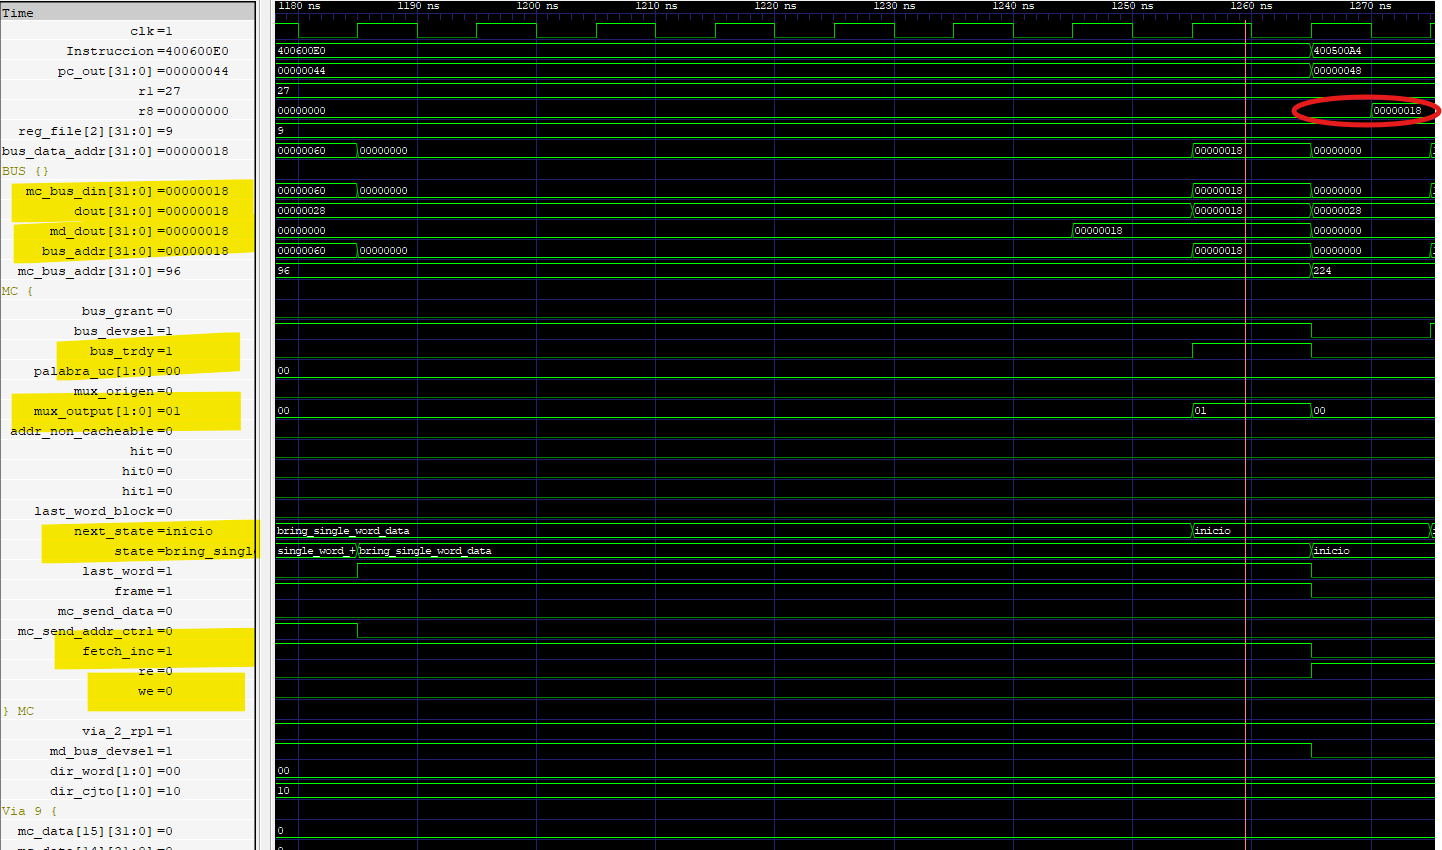 Time 1180 ns 1190 ns 1200 ns 1210 ns 1220 ns 1230 ns 1240 ns 1250 ns 1260 ns 1270 ns
clk=1
Instruccion=400600E0 400600E0 400500A4
pc_out[31:0]=00000044 00000044 00000048
r1=27 27
r8=00000000 00000000 00000018
reg_file[2][31:0]=9 9
bus_data_addr[31:0]=00000018 00000060 00000000 00000018 00000000
BUS {}
mc_bus_din[31:0]=00000018 00000060 00000000 00000018 00000000
dout[31:0]=00000018 00000028 00000018 00000028
md_dout[31:0]=00000018 00000000 00000018 00000000
bus_addr[31:0]=00000018 00000060 00000000 00000018 00000000
mc_bus_addr[31:0]=96 96 224
MC {
bus_grant=0
bus_devsel=1
bus_trdy=1
palabra_uc[1:0]=00 00
mux_origen=0
mux_output[1:0]=01 00 01 00
addr_non_cacheable=0
hit=0
hit0=0
hit1=0
last_word_block=0
next_state=inicio bring_single_word_data inicio
state=bring_singl single_word_+ bring_single_word_data inicio
last_word=1
frame=1
mc_send_data=0
mc_send_addr_ctrl=0
fetch_inc=1
re=0
we=0
} MC
via_2_rpl=1
md_bus_devsel=1
dir_word[1:0]=00 00
dir_cjto[1:0]=10 10
Via 9 {
mc_data[15][31:0]=0 0